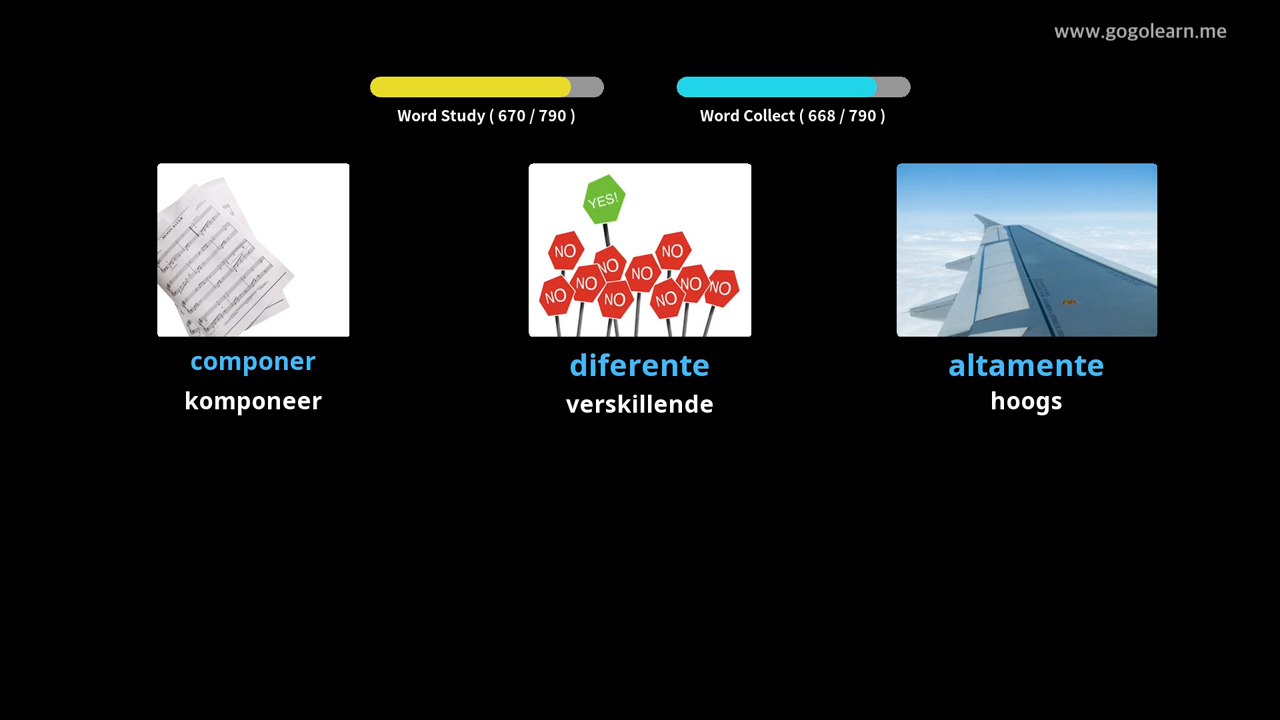 www.gogolearn.me
Word Study ( 670 / 790 )
Word Collect ( 668 / 790 )
YES!
NO
NO
NO
NO
NO
NO
NO
NO
NO
NO
componer
diferente
altamente
komponeer
verskillende
hoogs